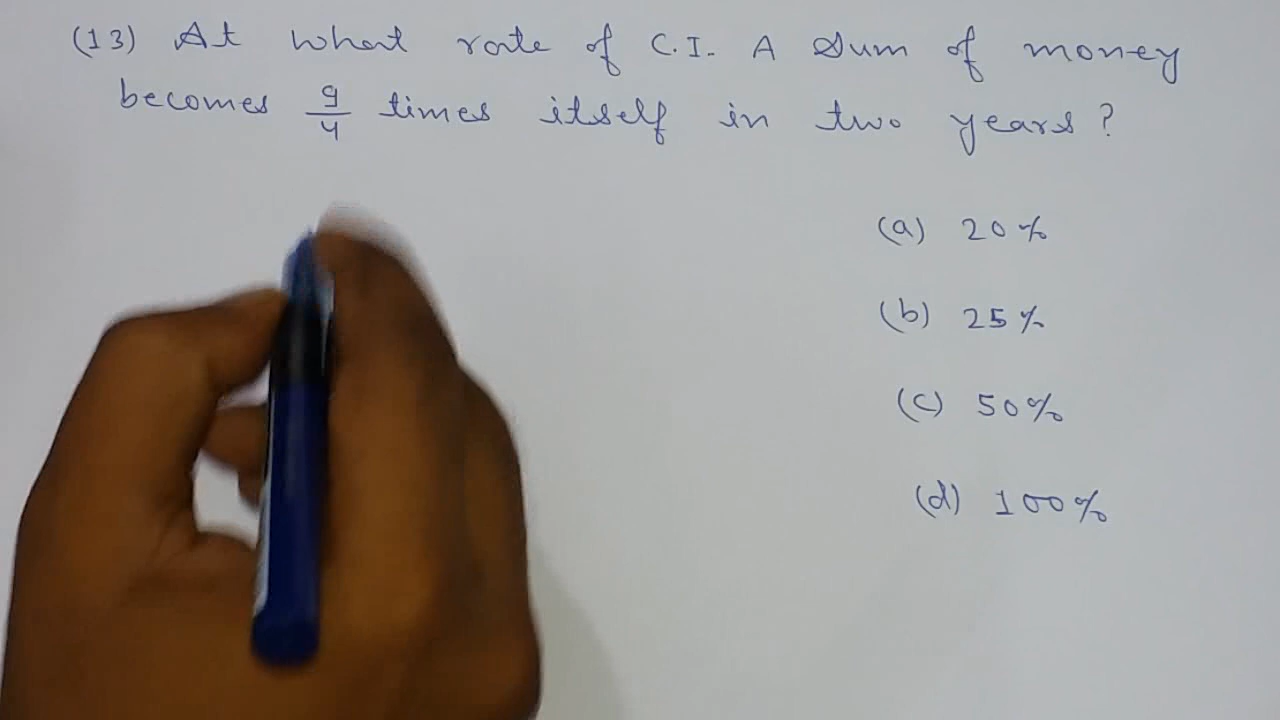 (13) At what rate of C.I. A sum of money
becomes 9/4 times itself in two years?
(a) 20%
(b) 25%
(c) 50%
(d) 100%